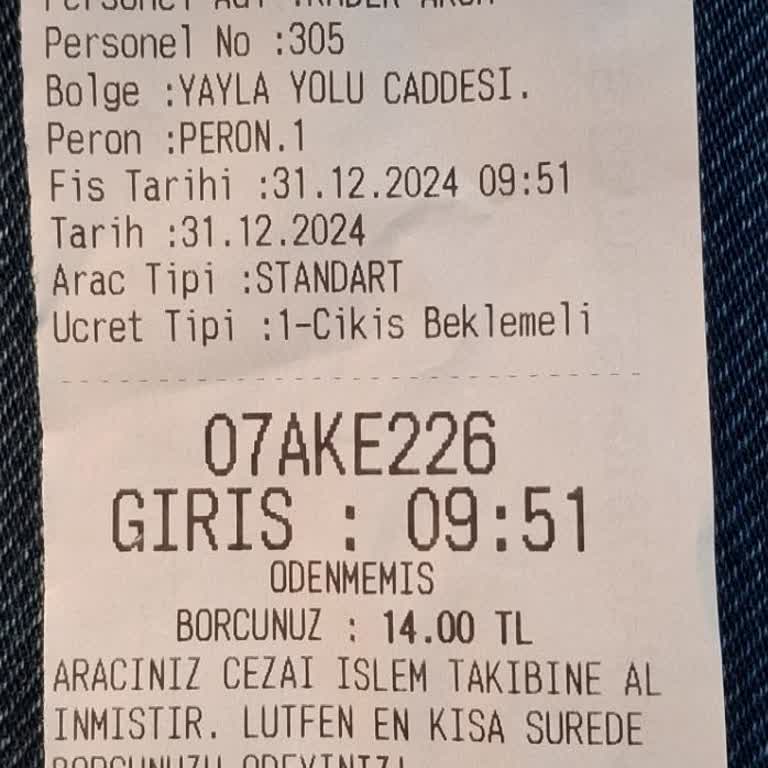 Personel No :305
Bolge :YAYLA YOLU CADDESI.
Peron :PERON.1
Fis Tarihi :31.12.2024 09:51
Tarih :31.12.2024
Arac Tipi :STANDART
Ucret Tipi :1-Cikis Beklemeli
07AKE226
GIRIS : 09:51
ODENMEMIS
BORCUNUZ : 14.00 TL
ARACINIZ CEZAI ISLEM TAKIBINE AL
INMISTIR. LUTFEN EN KISA SUREDE
BORCUNUZU ODEYINIZ!